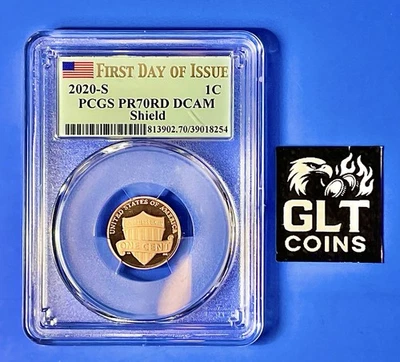 FIRST DAY OF ISSUE
2020-S 1C
PCGS PR70RD DCAM
Shield
813902.70/39018254
UNITED STATES OF AMERICA
ONE CENT
GLT
COINS